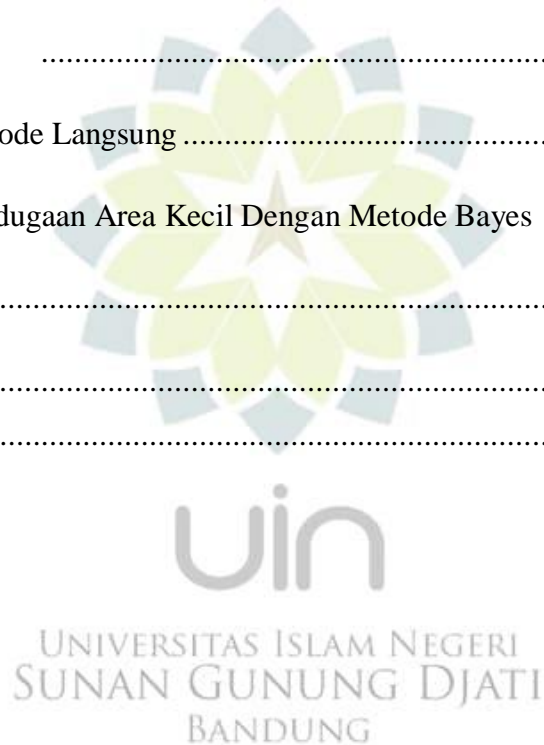 ..............................................................
ode Langsung ............................................
dugaan Area Kecil Dengan Metode Bayes
..................................................................
..................................................................
..................................................................
uin
UNIVERSITAS ISLAM NEGERI
SUNAN GUNUNG DJATI
BANDUNG